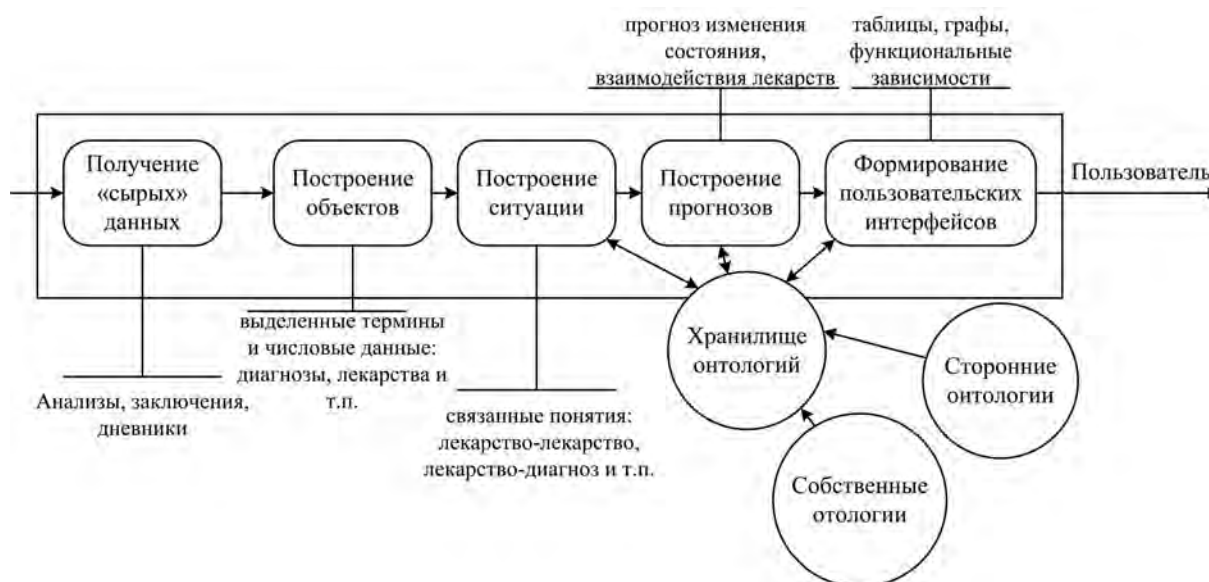 прогноз изменения
состояния,
взаимодействия лекарств
таблицы, графы,
функциональные
зависимости
Получение
«сырых»
данных
Построение
объектов
Построение
ситуации
Построение
прогнозов
Формирование
пользовательских
интерфейсов
Пользователь
Хранилище
онтологий
Сторонние
онтологии
Собственные
отологии
Анализы, заключения,
дневники
выделенные термины
и числовые данные:
диагнозы, лекарства и
т.п.
связанные понятия:
лекарство-лекарство,
лекарство-диагноз и т.п.